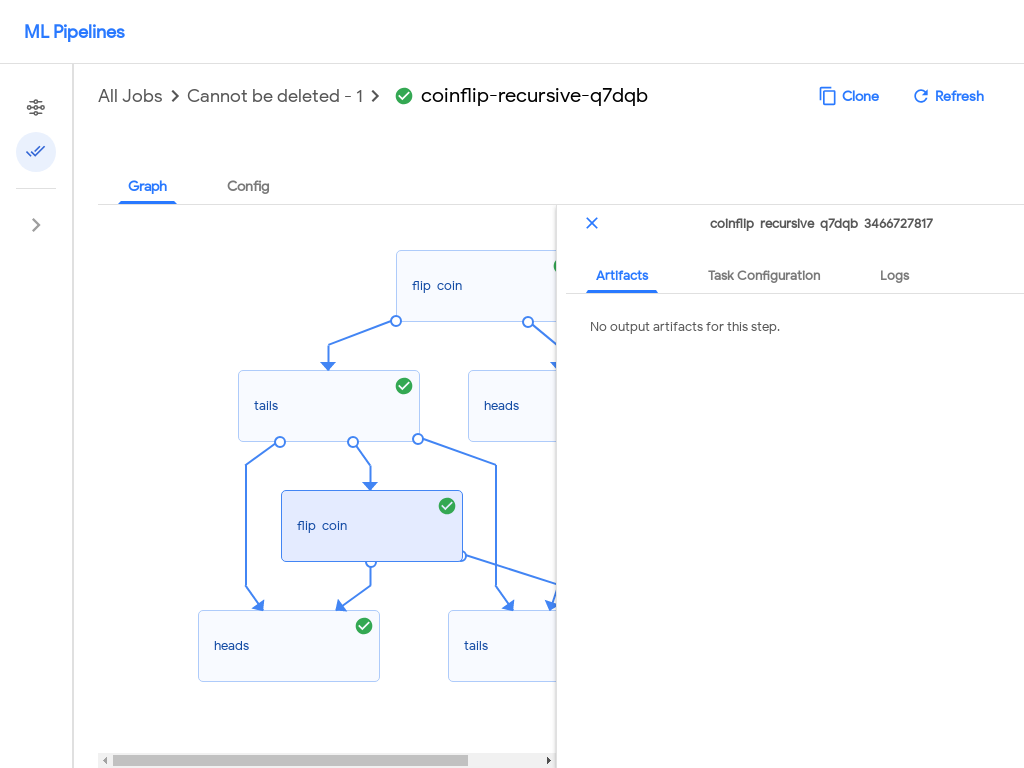 ML Pipelines
All Jobs > Cannot be deleted - 1 > coinflip-recursive-q7dqb
Clone
Refresh
Graph
Config
coinflip recursive q7dqb 3466727817
Artifacts
Task Configuration
Logs
No output artifacts for this step.
flip coin
tails
heads
flip coin
heads
tails